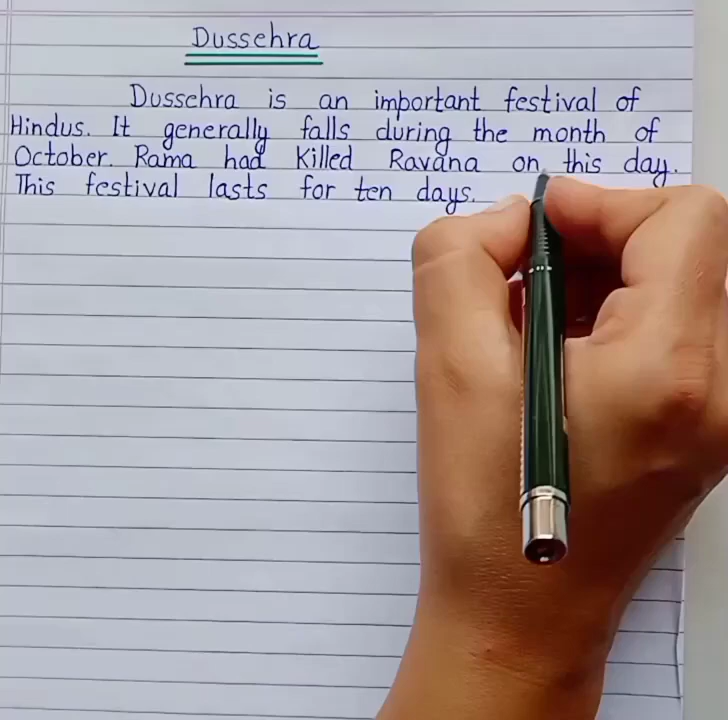 Dussehra
Dussehra is an important festival of
Hindus. It generally falls during the month of
October. Rama had Killed Ravana on this day.
This festival lasts for ten days.